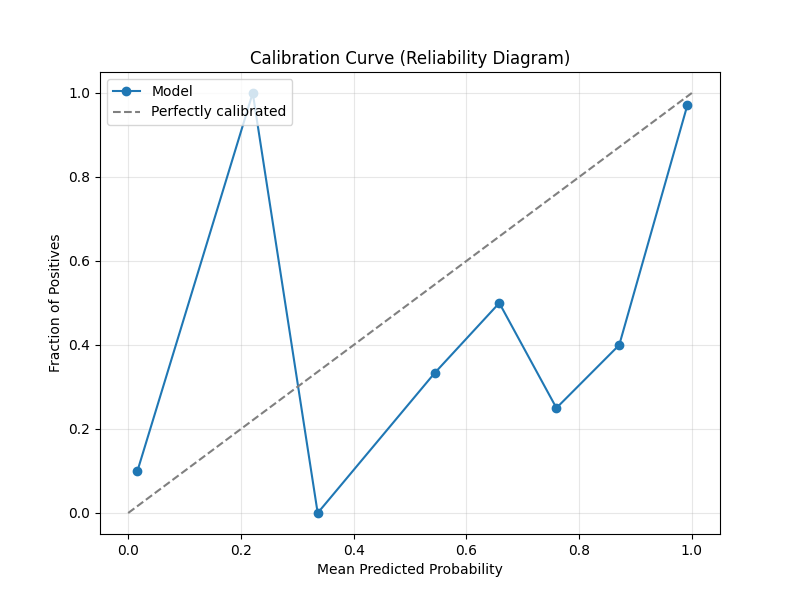 Calibration Curve (Reliability Diagram)
Model
Perfectly calibrated
Fraction of Positives
1.0
0.8
0.6
0.4
0.2
0.0
0.0 0.2 0.4 0.6 0.8 1.0
Mean Predicted Probability